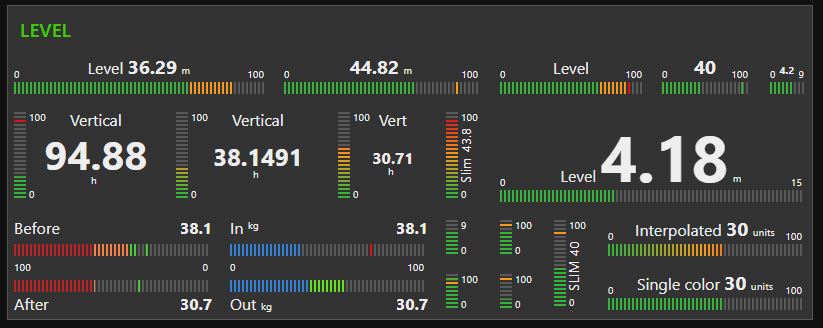 LEVEL
Level 36.29 m
0 100
44.82 m
0 100
Level
0 100
40
0 100
4.2
0 9
100 Vertical
94.88
h
0
100 Vertical
38.1491
h
0
100 Vert
30.71
h
0
100
Slim 43.8
0
Level 4.18 m
0 15
Before 38.1
100 0
After 30.7
In kg 38.1
0 100
Out kg 30.7
9
0
100
0
100
0
100
0
100
SLIM 40
0
Interpolated 30 units
0 100
Single color 30 units
0 100